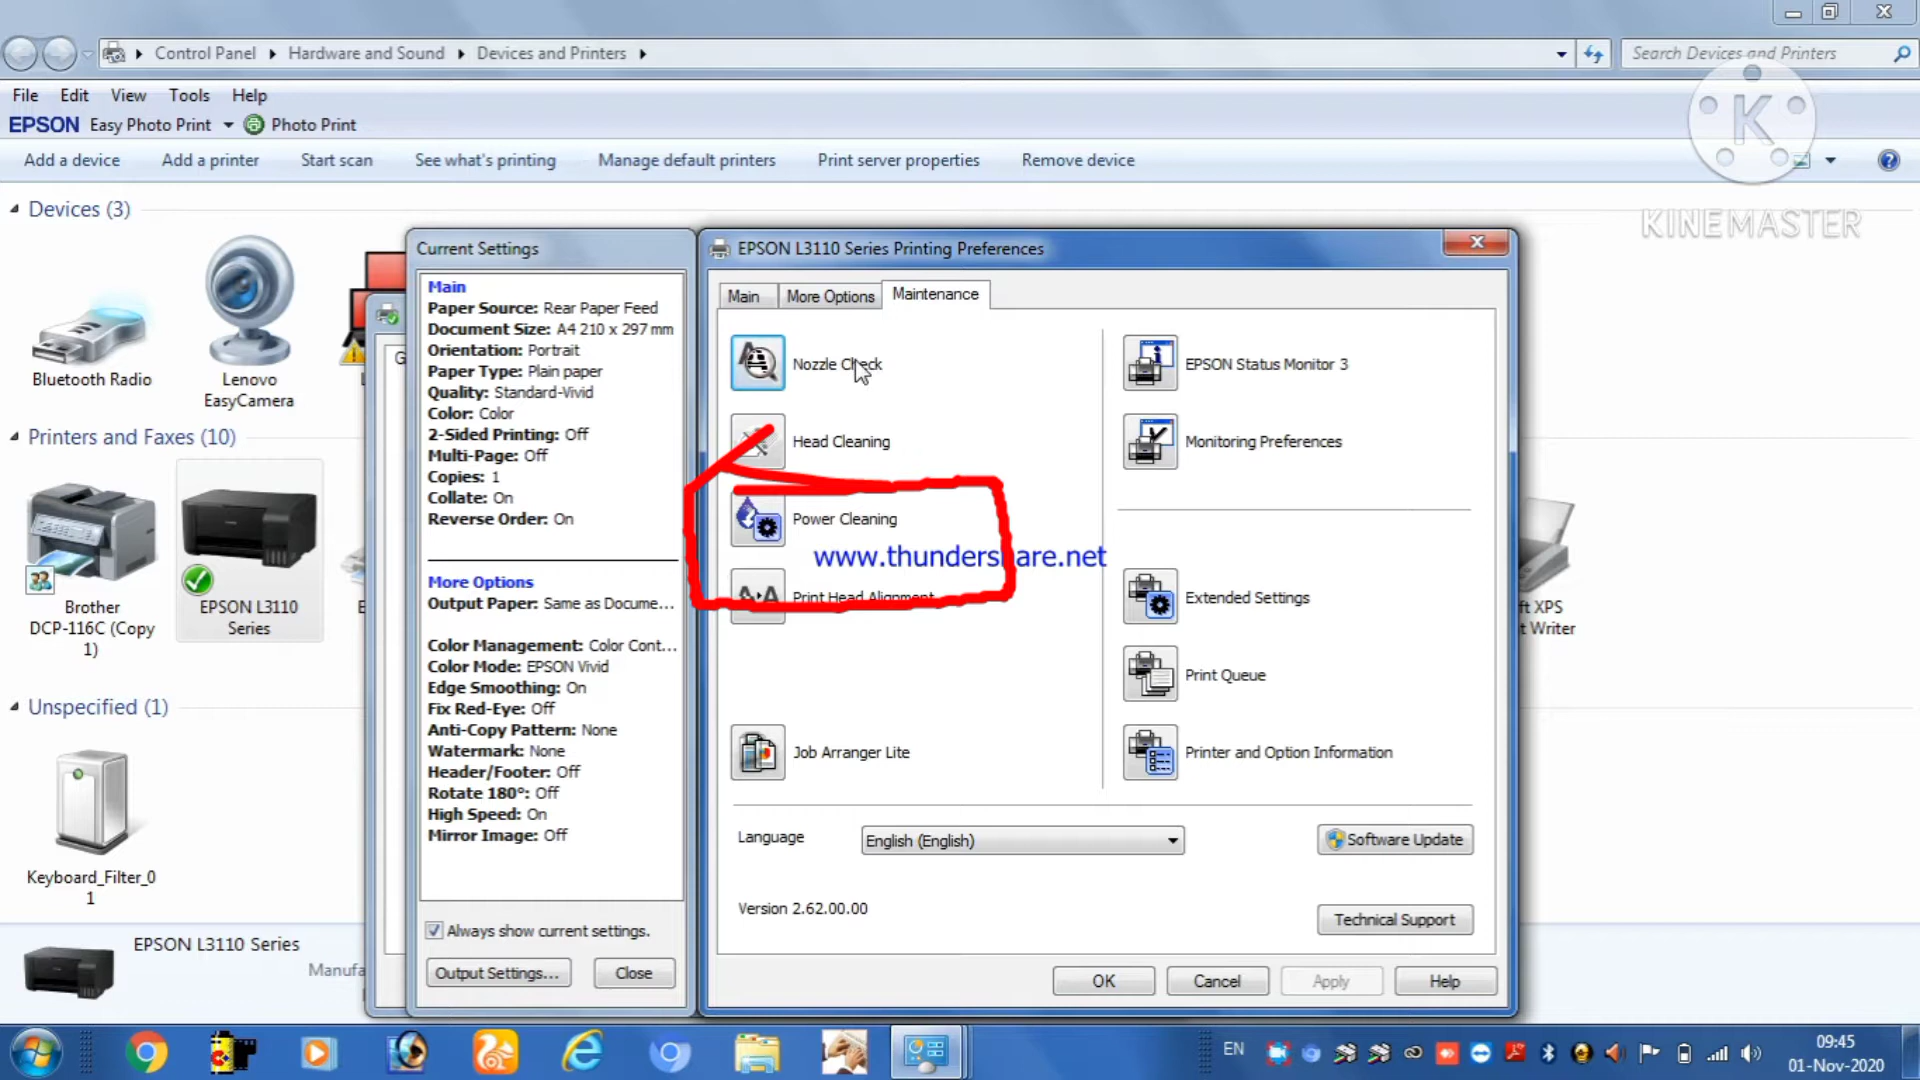 Control Panel
Hardware and Sound
Devices and Printers
Search Devices and Printers
File Edit View Tools Help
EPSON Easy Photo Print Photo Print
Add a device Add a printer Start scan See what's printing Manage default printers Print server properties Remove device
K
KINEMASTER
Devices (3)
Bluetooth Radio
Lenovo
EasyCamera
Printers and Faxes (10)
Brother
DCP-116C (Copy
1)
EPSON L3110
Series
Unspecified (1)
Keyboard_Filter_0
1
EPSON L3110 Series
Manufa
Current Settings
Main
Paper Source: Rear Paper Feed
Document Size: A4 210 x 297 mm
Orientation: Portrait
Paper Type: Plain paper
Quality: Standard-Vivid
Color: Color
2-Sided Printing: Off
Multi-Page: Off
Copies: 1
Collate: On
Reverse Order: On
More Options
Output Paper: Same as Docume...
Color Management: Color Cont...
Color Mode: EPSON Vivid
Edge Smoothing: On
Fix Red-Eye: Off
Anti-Copy Pattern: None
Watermark: None
Header/Footer: Off
Rotate 180°: Off
High Speed: On
Mirror Image: Off
Always show current settings.
Output Settings... Close
EPSON L3110 Series Printing Preferences
Main More Options Maintenance
Nozzle Check
Head Cleaning
Power Cleaning
www.thundershare.net
Print Head Alignment
Job Arranger Lite
EPSON Status Monitor 3
Monitoring Preferences
Extended Settings
Print Queue
Printer and Option Information
Language English (English) Software Update
Version 2.62.00.00
Technical Support
OK Cancel Apply Help
ft XPS
t Writer
EN
09:45
01-Nov-2020